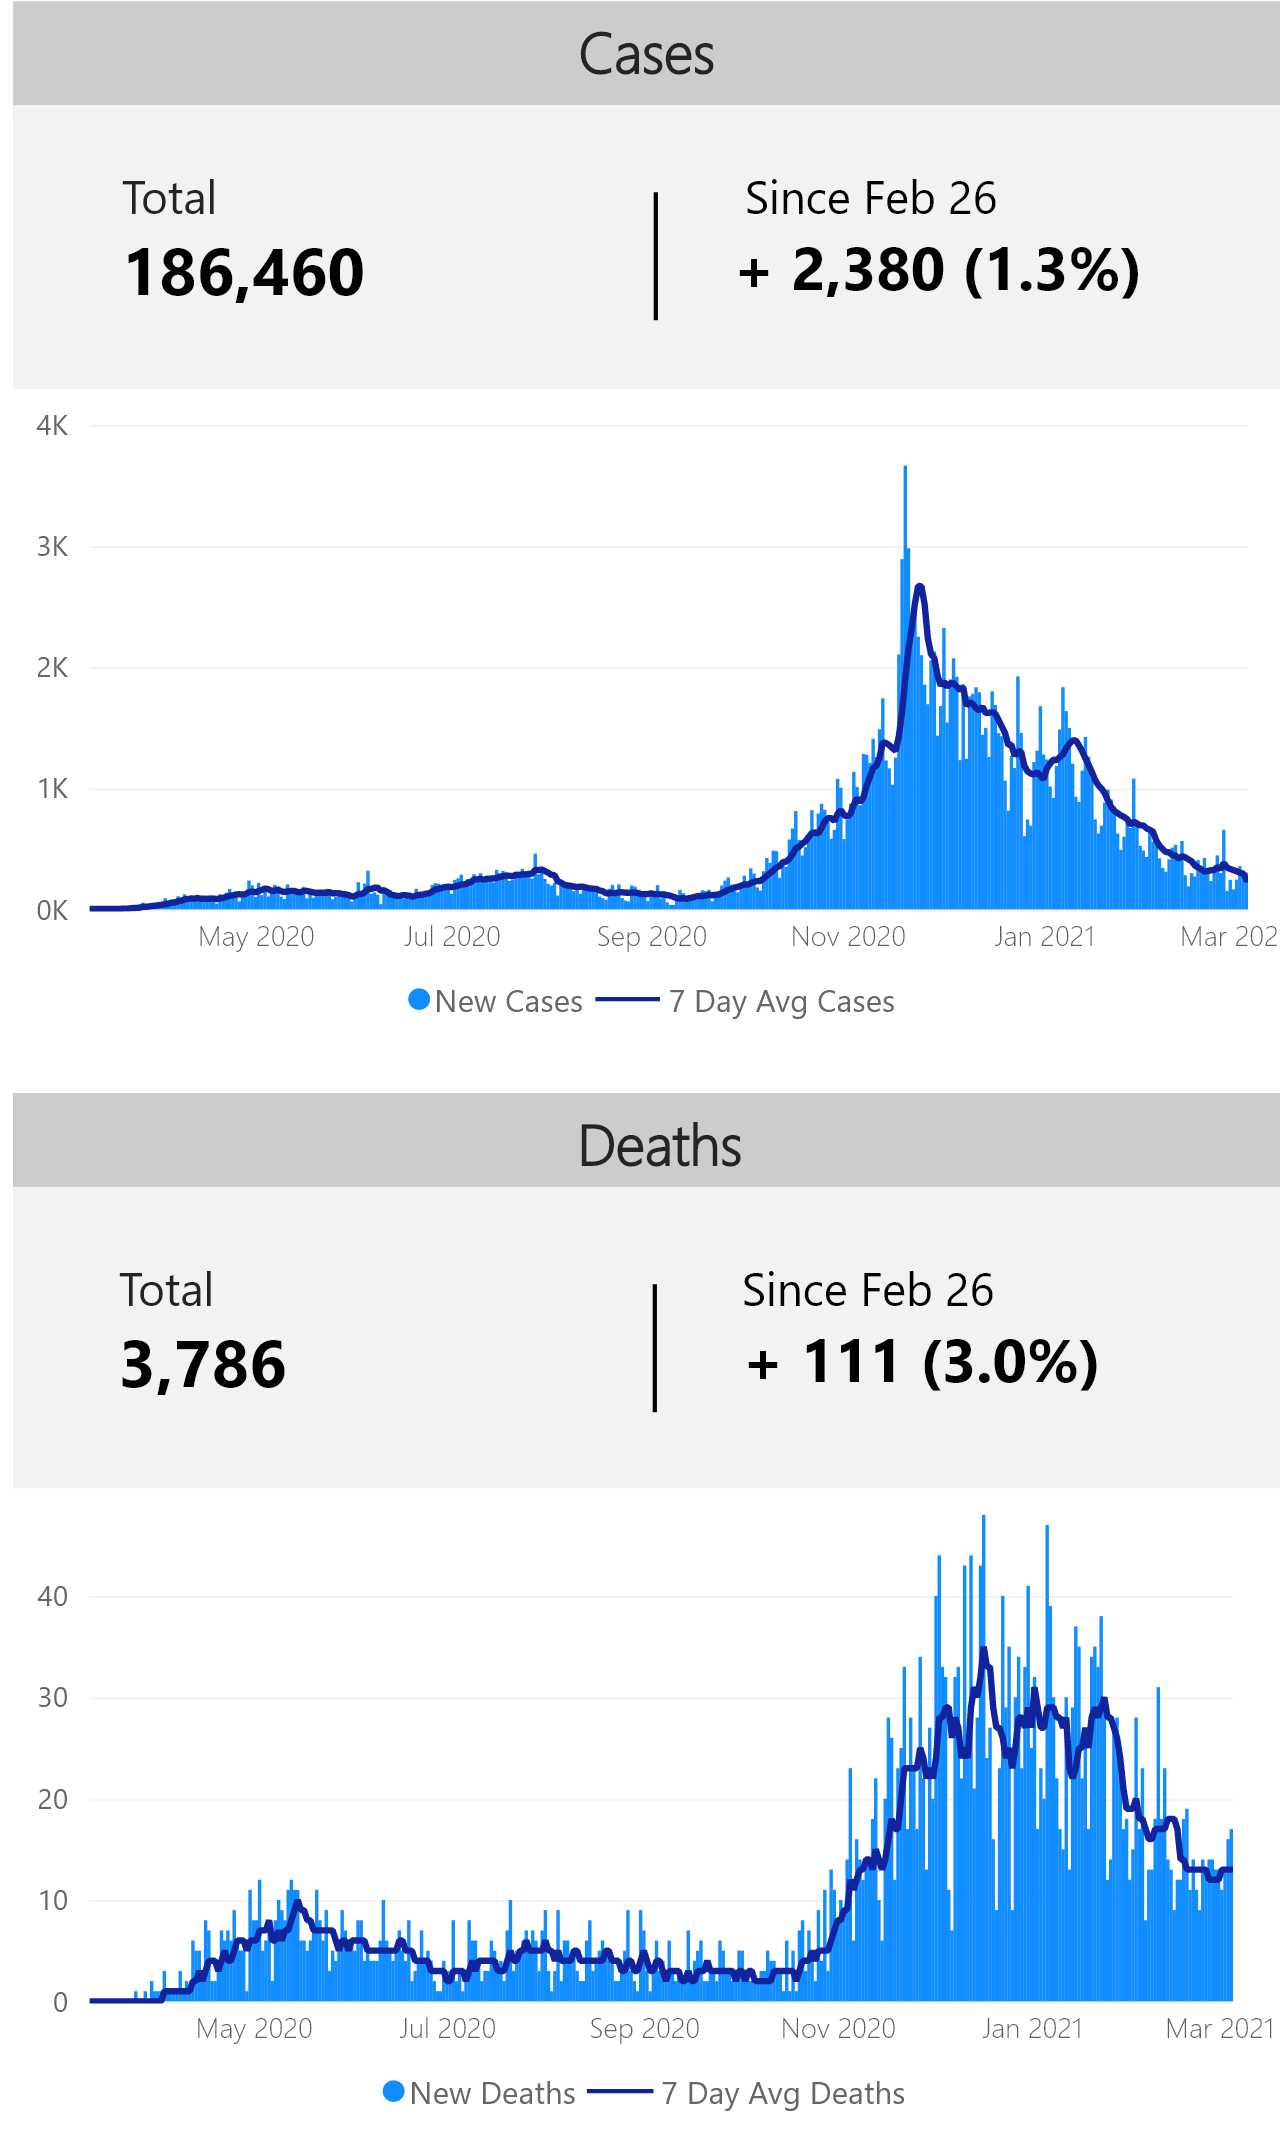 Cases
Total
186,460
Since Feb 26
+ 2,380 (1.3%)
4K
3K
2K
1K
0K
May 2020
Jul 2020
Sep 2020
Nov 2020
Jan 2021
Mar 202
New Cases
7 Day Avg Cases
Deaths
Total
3,786
Since Feb 26
+ 111 (3.0%)
40
30
20
10
0
May 2020
Jul 2020
Sep 2020
Nov 2020
Jan 2021
Mar 2021
New Deaths
7 Day Avg Deaths